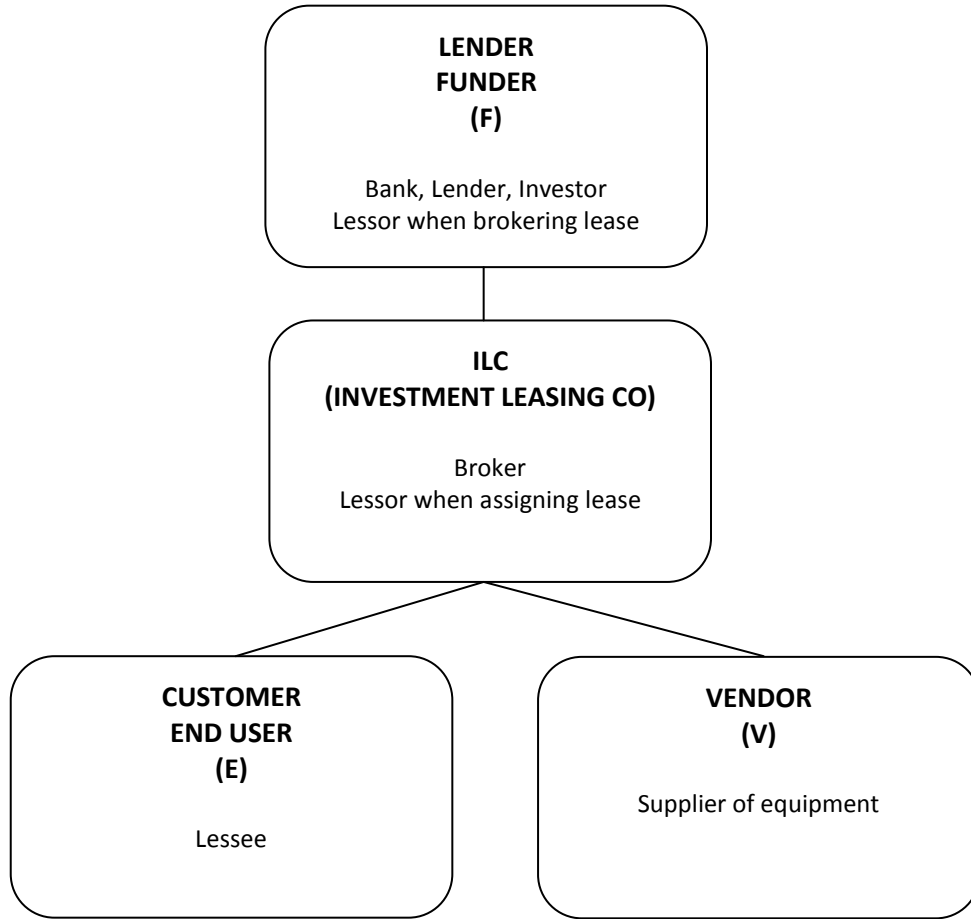 LENDER
FUNDER
(F)
Bank, Lender, Investor
Lessor when brokering lease
ILC
(INVESTMENT LEASING CO)
Broker
Lessor when assigning lease
CUSTOMER
END USER
(E)
Lessee
VENDOR
(V)
Supplier of equipment